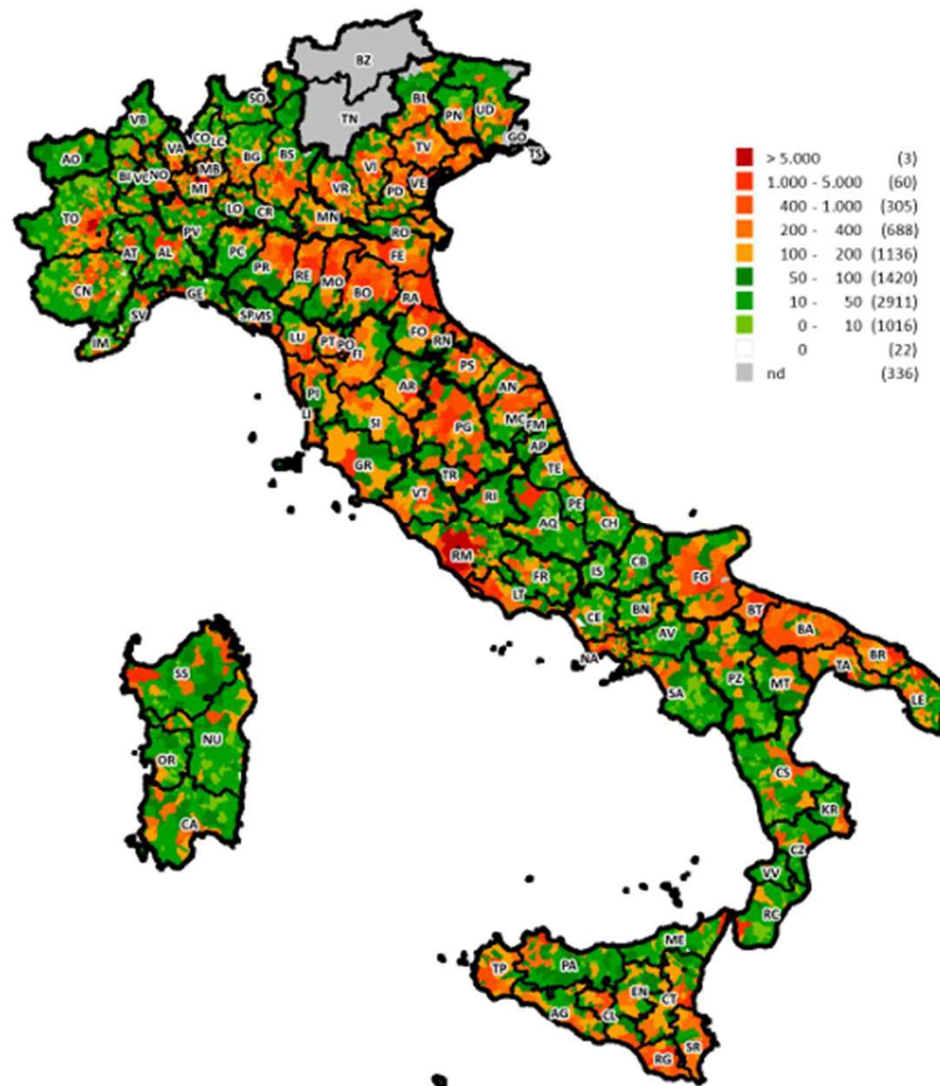 BZ
SO
BL
VB
TN
PN
UD
CO
LC
GO
VA
AO
BG
BS
VI
TV
TS
BI
VC
NO
MB
MI
VR
PD
VE
TO
LO
CR
MN
PV
RO
AT
AL
PC
FE
PR
RE
MO
CN
BO
RA
GE
SV
SP
MS
IM
LU
PT
PO
FI
FO
RN
PS
PI
AR
AN
LI
SI
MC
FM
PG
AP
GR
TE
TR
VT
RI
PE
AQ
CH
RM
CB
FR
IS
FG
LT
CE
BN
BT
AV
BA
NA
BR
SS
SA
PZ
MT
TA
LE
NU
OR
CS
CA
KR
CZ
VV
RC
ME
TP
PA
EN
CT
AG
CL
SR
RG
> 5.000 (3)
1.000 - 5.000 (60)
400 - 1.000 (305)
200 - 400 (688)
100 - 200 (1136)
50 - 100 (1420)
10 - 50 (2911)
0 - 10 (1016)
0 (22)
nd (336)